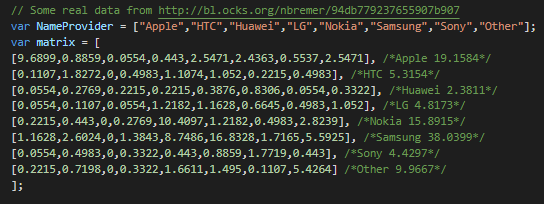 // Some real data from http://bl.ocks.org/nbremer/94db779237655907b907
var NameProvider = ["Apple","HTC","Huawei","LG","Nokia","Samsung","Sony","Other"];
var matrix = [
[9.6899,0.8859,0.0554,0.443,2.5471,2.4363,0.5537,2.5471], /*Apple 19.1584*/
[0.1107,1.8272,0,0.4983,1.1074,1.052,0.2215,0.4983], /*HTC 5.3154*/
[0.0554,0.2769,0.2215,0.2215,0.3876,0.8306,0.0554,0.3322], /*Huawei 2.3811*/
[0.0554,0.1107,0.0554,1.2182,1.1628,0.6645,0.4983,1.052], /*LG 4.8173*/
[0.2215,0.443,0,0.2769,10.4097,1.2182,0.4983,2.8239], /*Nokia 15.8915*/
[1.1628,2.6024,0,1.3843,8.7486,16.8328,1.7165,5.5925], /*Samsung 38.0399*/
[0.0554,0.4983,0,0.3322,0.443,0.8859,1.7719,0.443], /*Sony 4.4297*/
[0.2215,0.7198,0,0.3322,1.6611,1.495,0.1107,5.4264] /*Other 9.9667*/
];